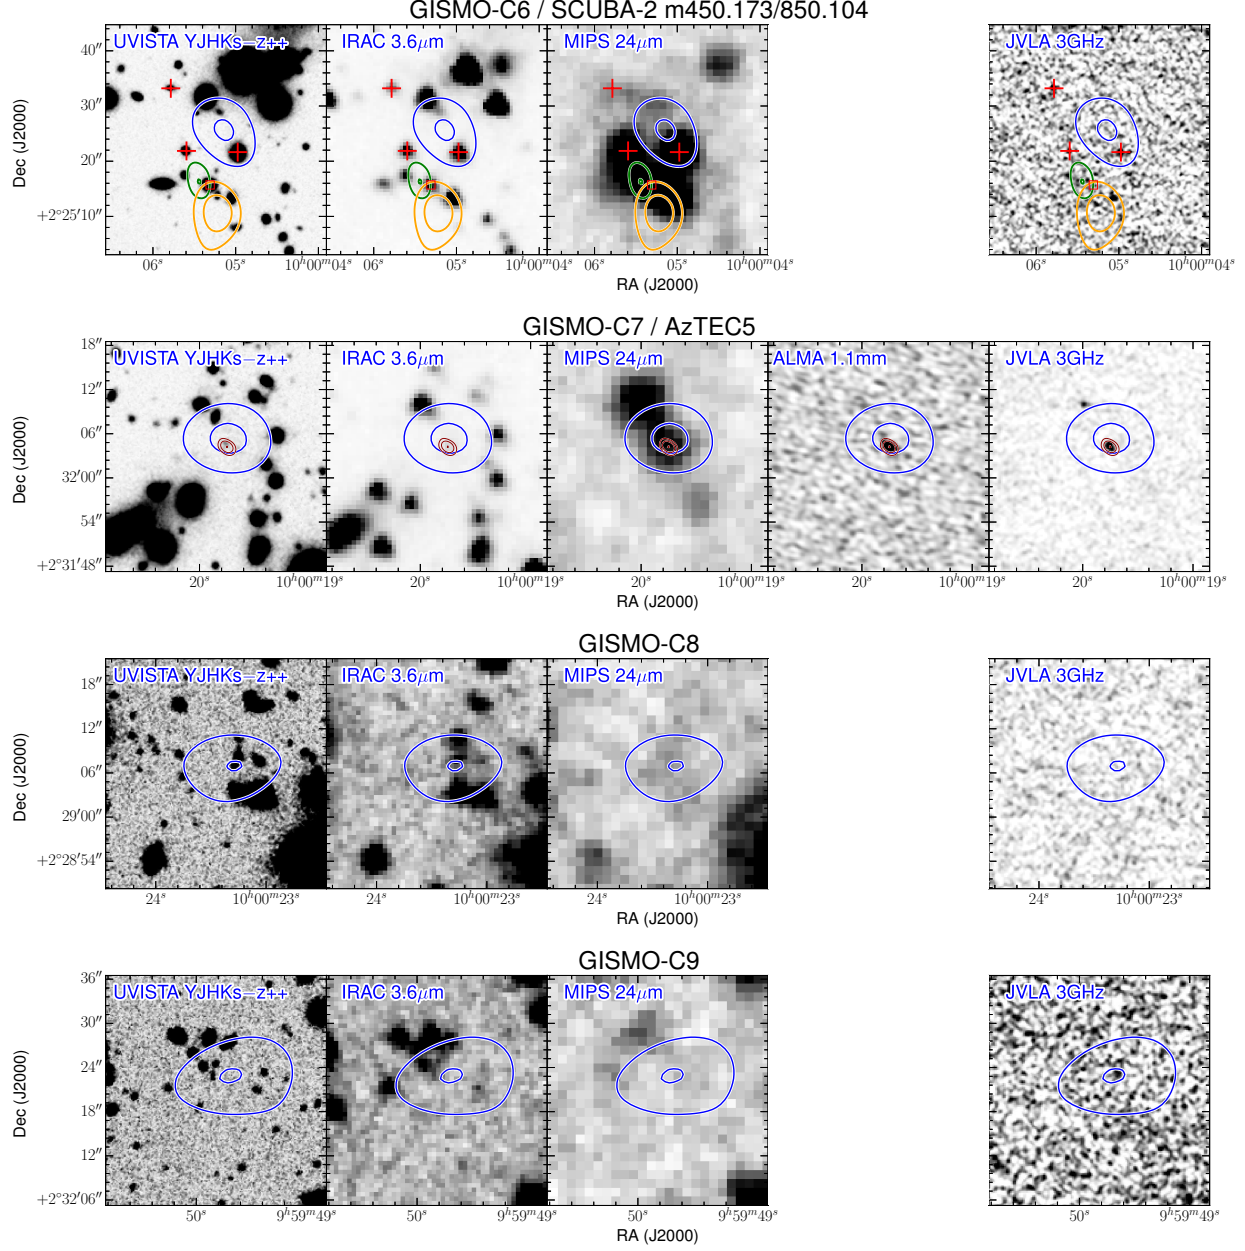 GISMO-C6 / SCUBA-2 m450.173/850.104
UVISTA YJHKs−z++ IRAC 3.6μm MIPS 24μm JVLA 3GHz
40″
30″
20″
+2°25′10″
Dec (J2000)
06ˢ 05ˢ 10ʰ00ᵐ04ˢ 06ˢ 05ˢ 10ʰ00ᵐ04ˢ 06ˢ 05ˢ 10ʰ00ᵐ04ˢ 06ˢ 05ˢ 10ʰ00ᵐ04ˢ
RA (J2000)
GISMO-C7 / AzTEC5
UVISTA YJHKs−z++ IRAC 3.6μm MIPS 24μm ALMA 1.1mm JVLA 3GHz
18″
12″
06″
32′00″
54″
+2°31′48″
Dec (J2000)
20ˢ 10ʰ00ᵐ19ˢ 20ˢ 10ʰ00ᵐ19ˢ 20ˢ 10ʰ00ᵐ19ˢ 20ˢ 10ʰ00ᵐ19ˢ 20ˢ 10ʰ00ᵐ19ˢ
RA (J2000)
GISMO-C8
UVISTA YJHKs−z++ IRAC 3.6μm MIPS 24μm JVLA 3GHz
18″
12″
06″
29′00″
+2°28′54″
Dec (J2000)
24ˢ 10ʰ00ᵐ23ˢ 24ˢ 10ʰ00ᵐ23ˢ 24ˢ 10ʰ00ᵐ23ˢ 24ˢ 10ʰ00ᵐ23ˢ
RA (J2000)
GISMO-C9
UVISTA YJHKs−z++ IRAC 3.6μm MIPS 24μm JVLA 3GHz
36″
30″
24″
18″
12″
+2°32′06″
Dec (J2000)
50ˢ 9ʰ59ᵐ49ˢ 50ˢ 9ʰ59ᵐ49ˢ 50ˢ 9ʰ59ᵐ49ˢ 50ˢ 9ʰ59ᵐ49ˢ
RA (J2000)